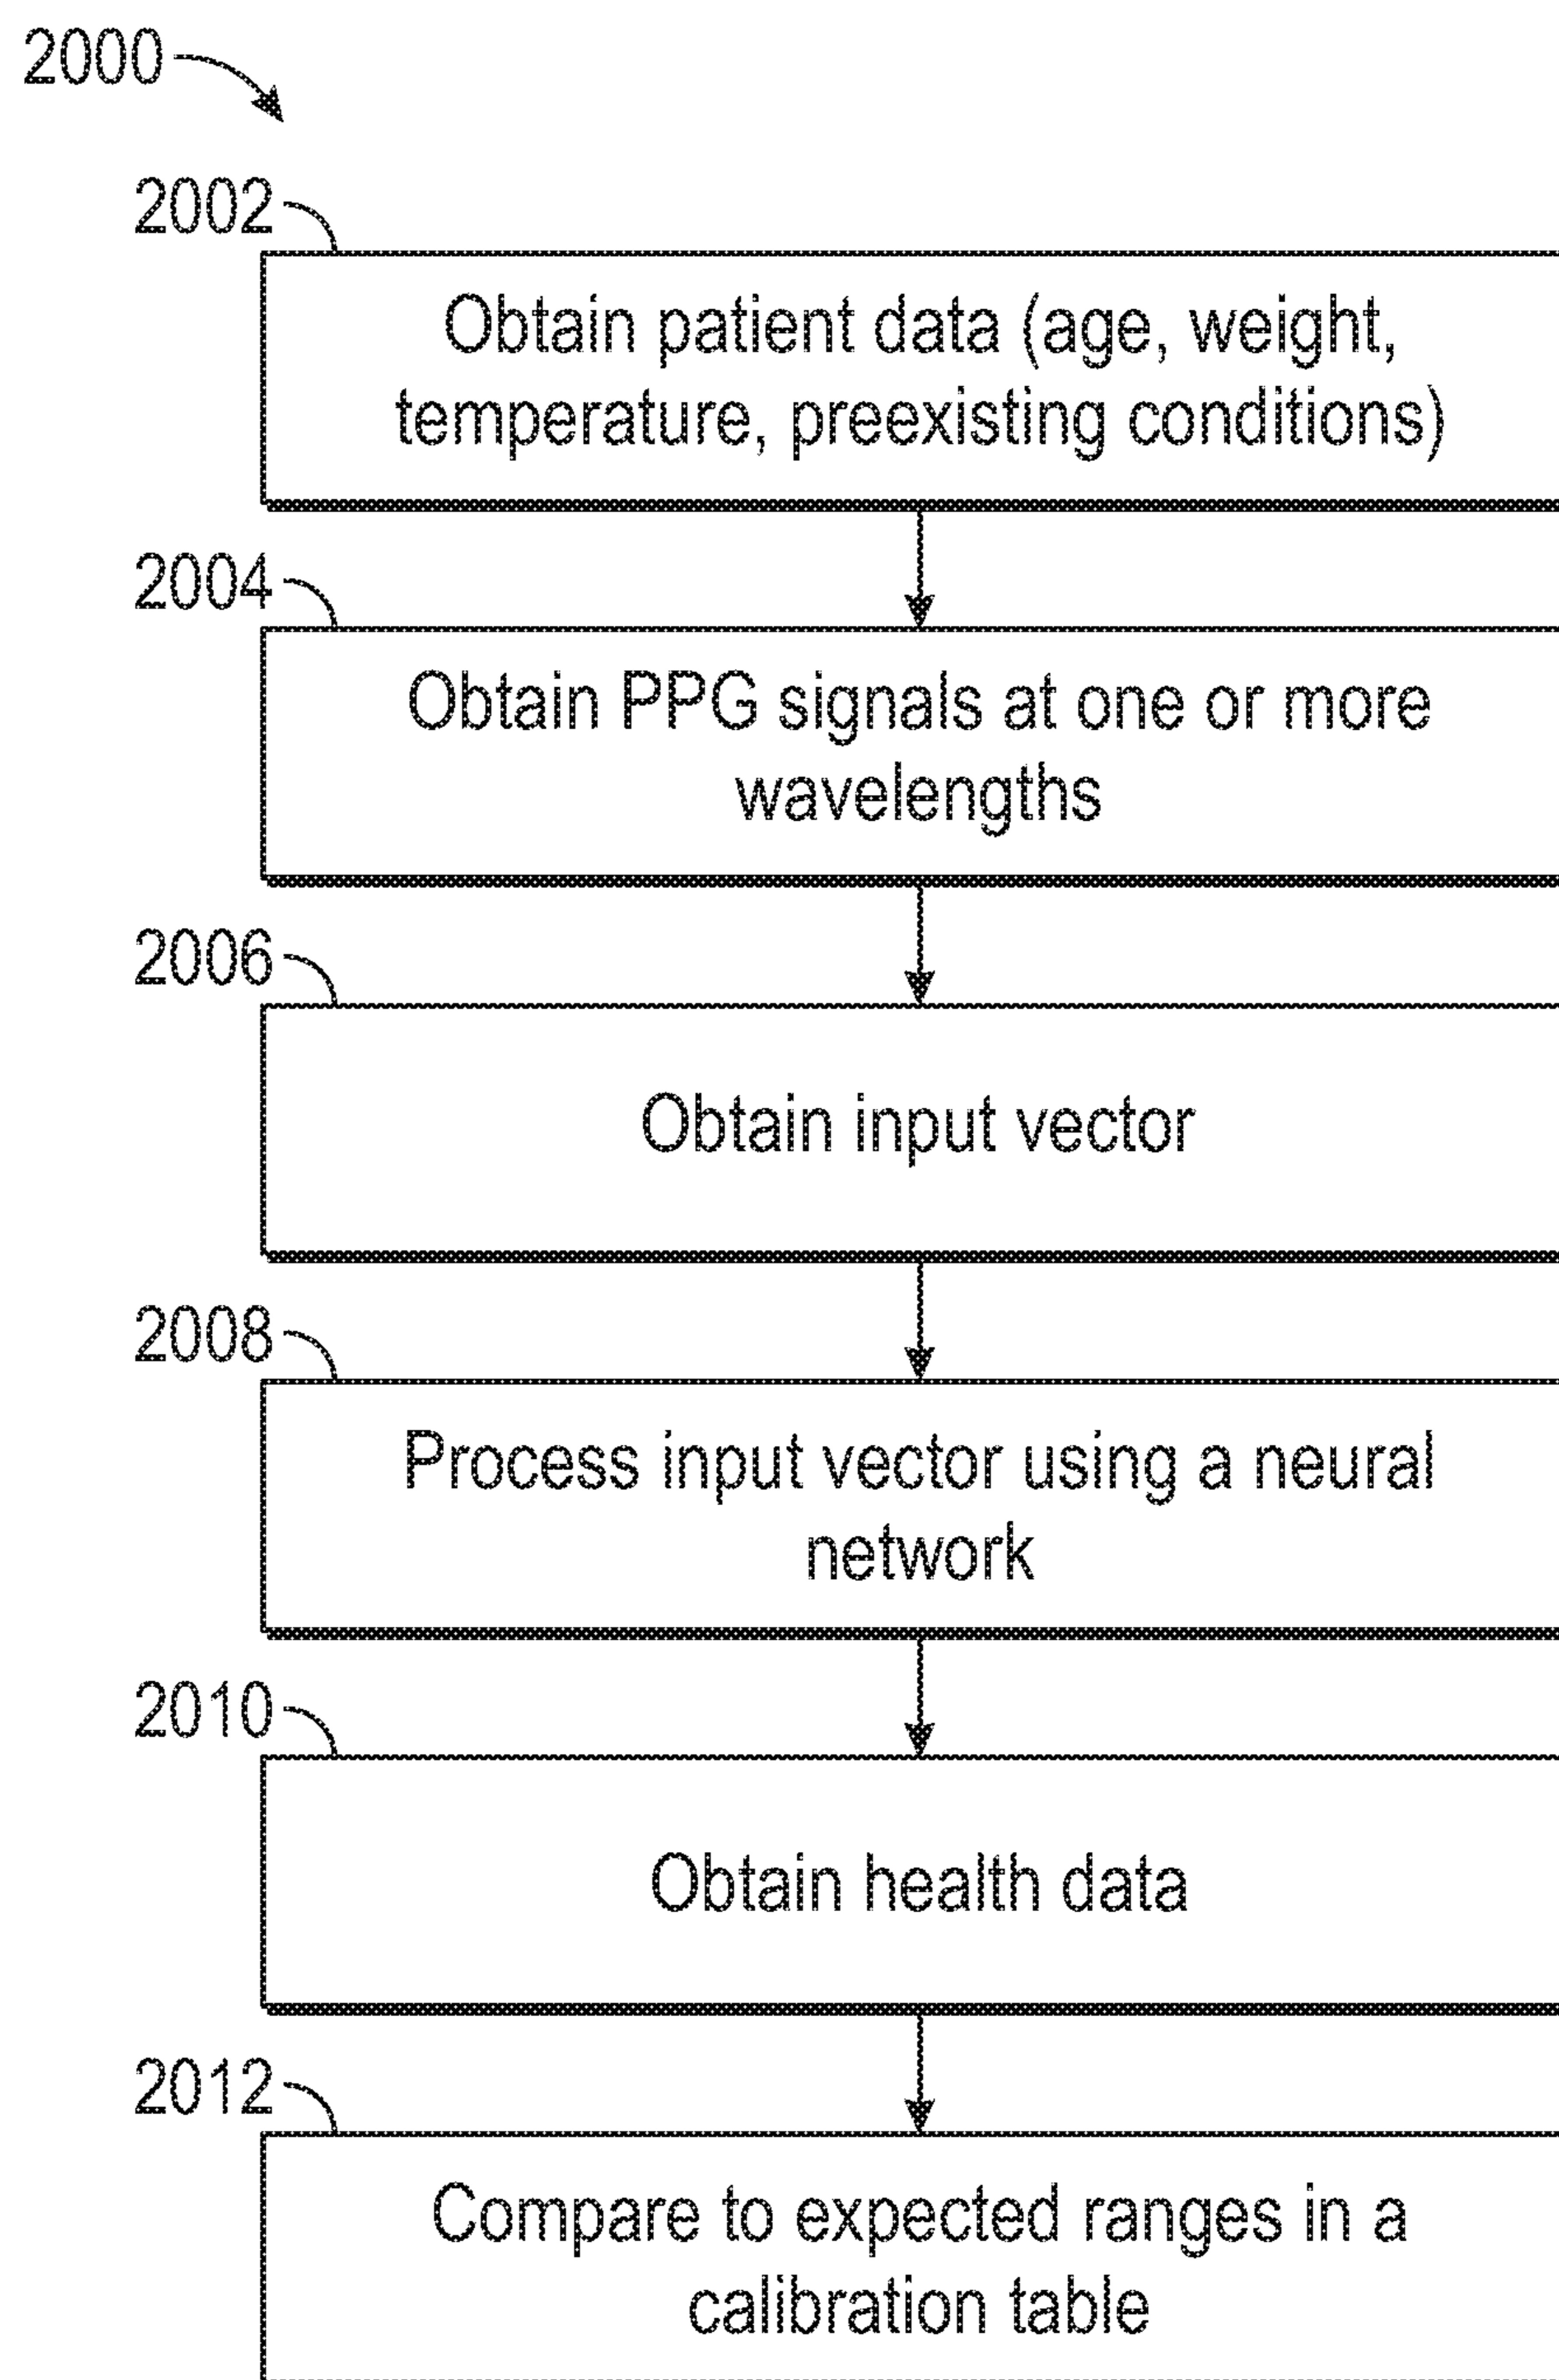 2000
2002
Obtain patient data (age, weight,
temperature, preexisting conditions)
2004
Obtain PPG signals at one or more
wavelengths
2006
Obtain input vector
2008
Process input vector using a neural
network
2010
Obtain health data
2012
Compare to expected ranges in a
calibration table